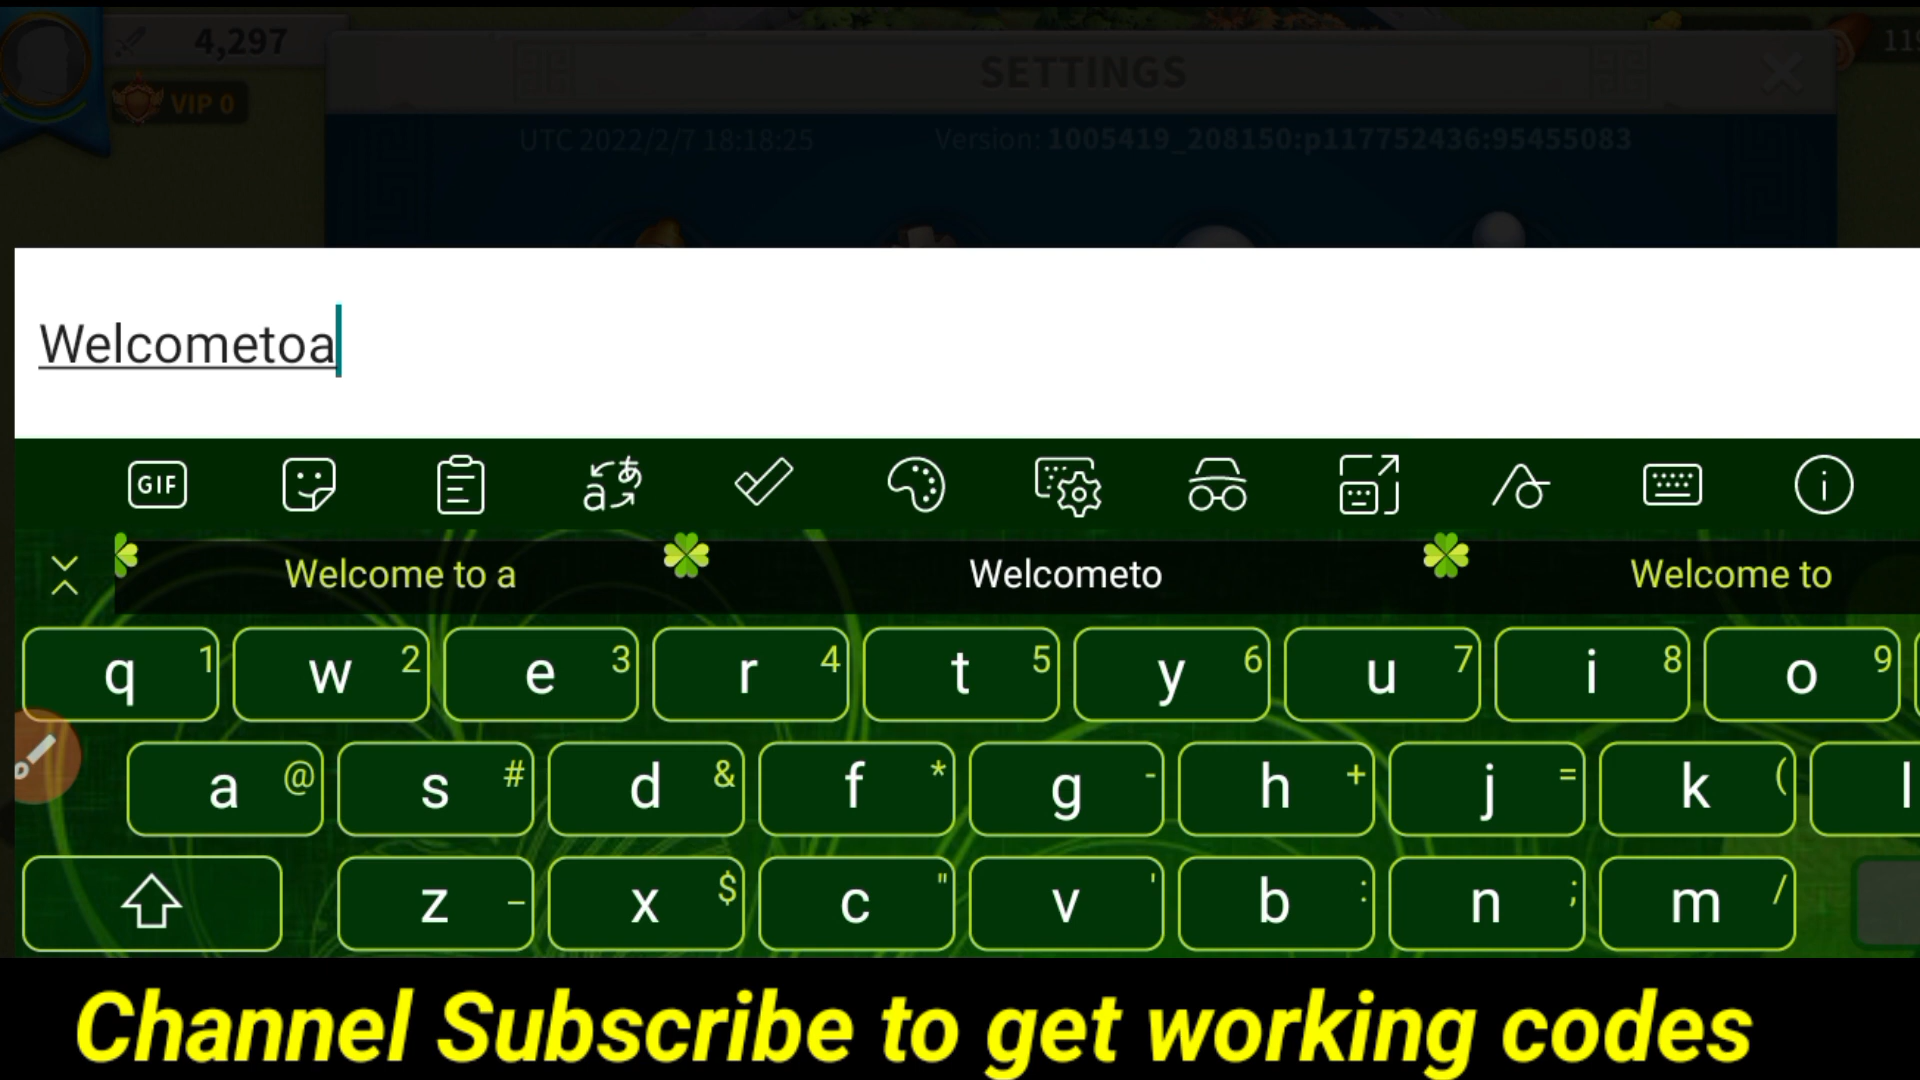 4,297
SETTINGS
119
VIP 0
UTC 2022/2/7 18:18:25
Version: 1005419_208150:p117752436:95455083
Welcometoa
GIF
a あ
i
Welcome to a
Welcometo
Welcome to
q 1 w 2 e 3 r 4 t 5 y 6 u 7 i 8 o 9
a @ s # d & f * g - h + j = k ( l
z – x $ c " v ' b : n ; m /
Channel Subscribe to get working codes